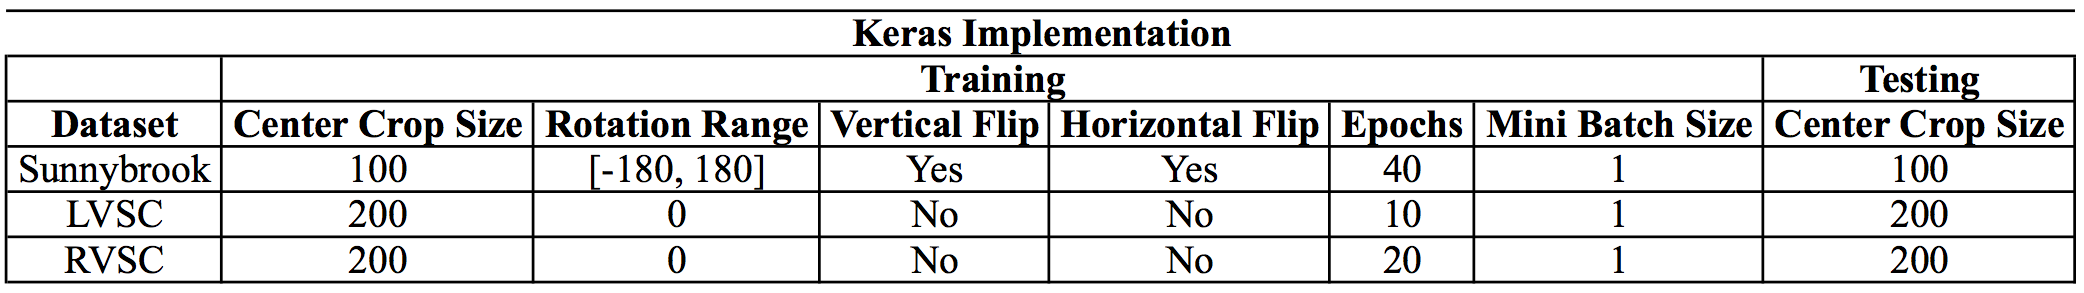 Keras Implementation
Training Testing
Dataset Center Crop Size Rotation Range Vertical Flip Horizontal Flip Epochs Mini Batch Size Center Crop Size
Sunnybrook 100 [-180, 180] Yes Yes 40 1 100
LVSC 200 0 No No 10 1 200
RVSC 200 0 No No 20 1 200